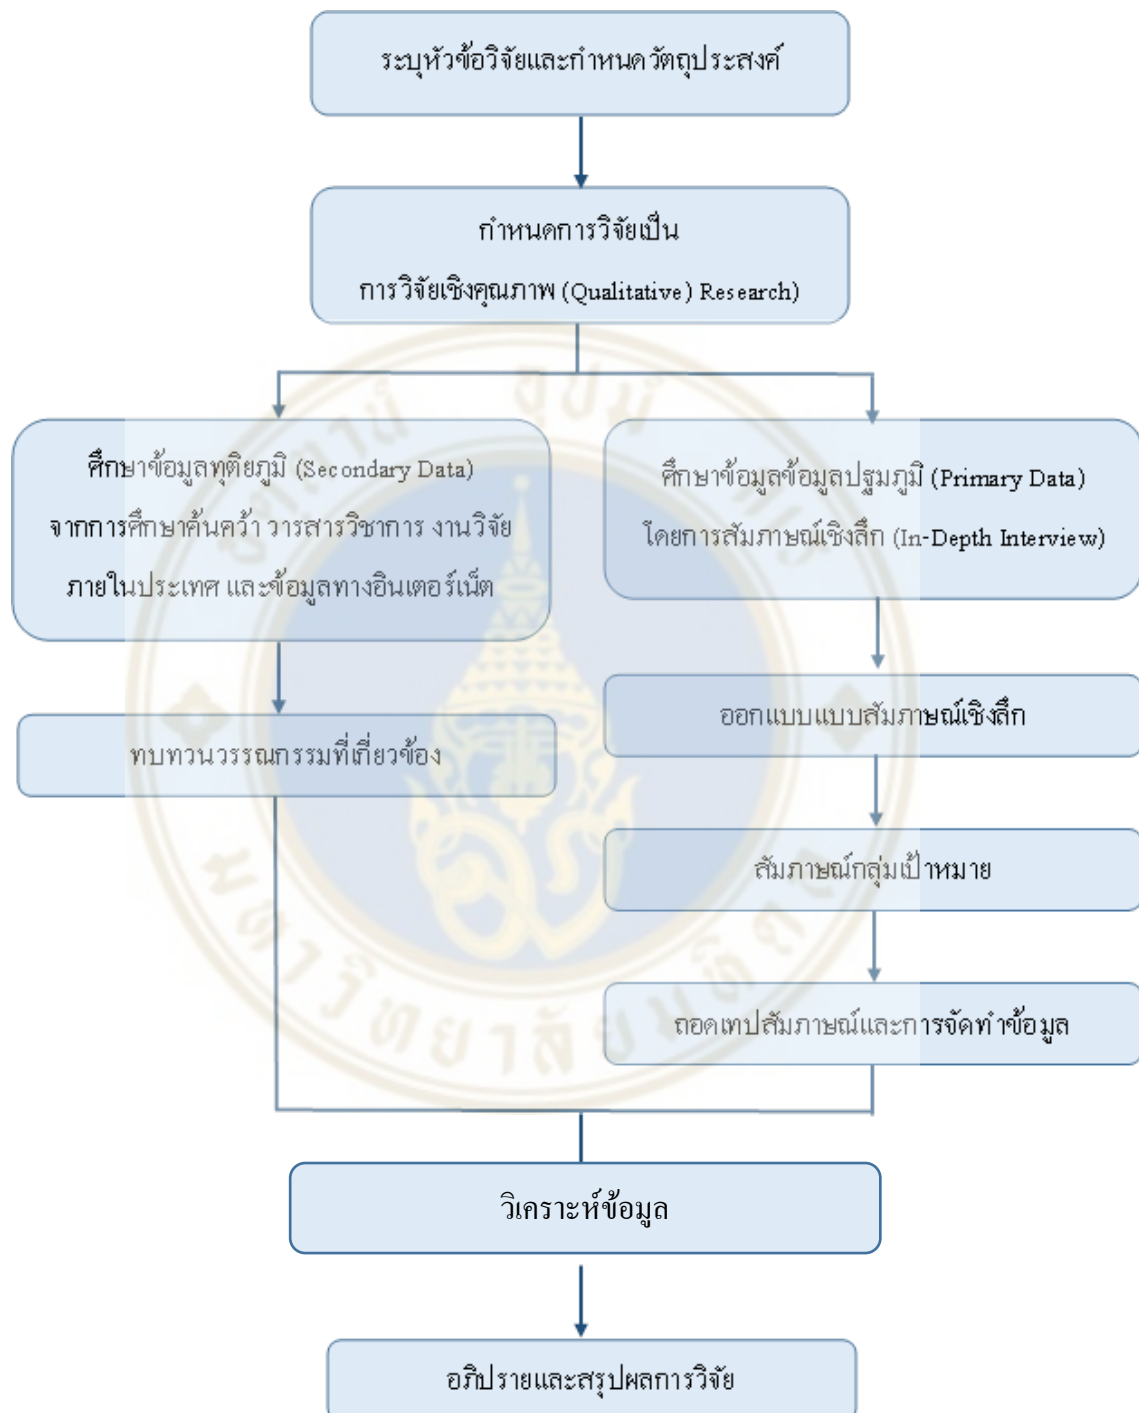 ระบุหัวข้อวิจัยและกำหนดวัตถุประสงค์
กำหนดการวิจัยเป็น
การวิจัยเชิงคุณภาพ (Qualitative) Research)
ศึกษาข้อมูลทุติยภูมิ (Secondary Data)
จากการศึกษาค้นคว้า วารสารวิชาการ งานวิจัย
ภายในประเทศ และข้อมูลทางอินเตอร์เน็ต
ทบทวนวรรณกรรมที่เกี่ยวข้อง
ศึกษาข้อมูลข้อมูลปฐมภูมิ (Primary Data)
โดยการสัมภาษณ์เชิงลึก (In-Depth Interview)
ออกแบบแบบสัมภาษณ์เชิงลึก
สัมภาษณ์กลุ่มเป้าหมาย
ถอดเทปสัมภาษณ์และการจัดทำข้อมูล
วิเคราะห์ข้อมูล
อภิปรายและสรุปผลการวิจัย
มหาวิทยาลัยมหิดล